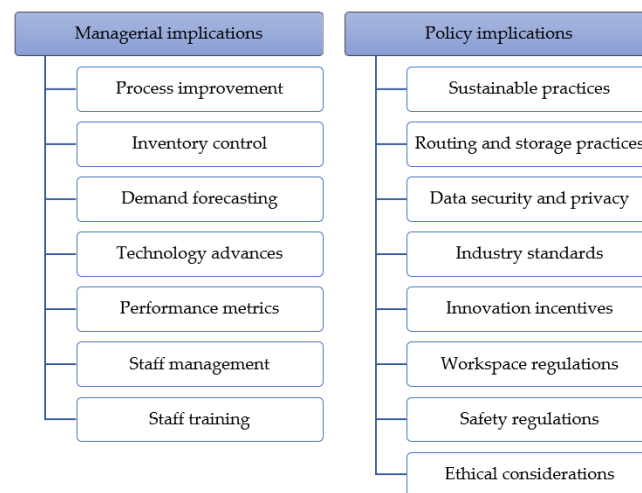 Managerial implications
Process improvement
Inventory control
Demand forecasting
Technology advances
Performance metrics
Staff management
Staff training
Policy implications
Sustainable practices
Routing and storage practices
Data security and privacy
Industry standards
Innovation incentives
Workspace regulations
Safety regulations
Ethical considerations